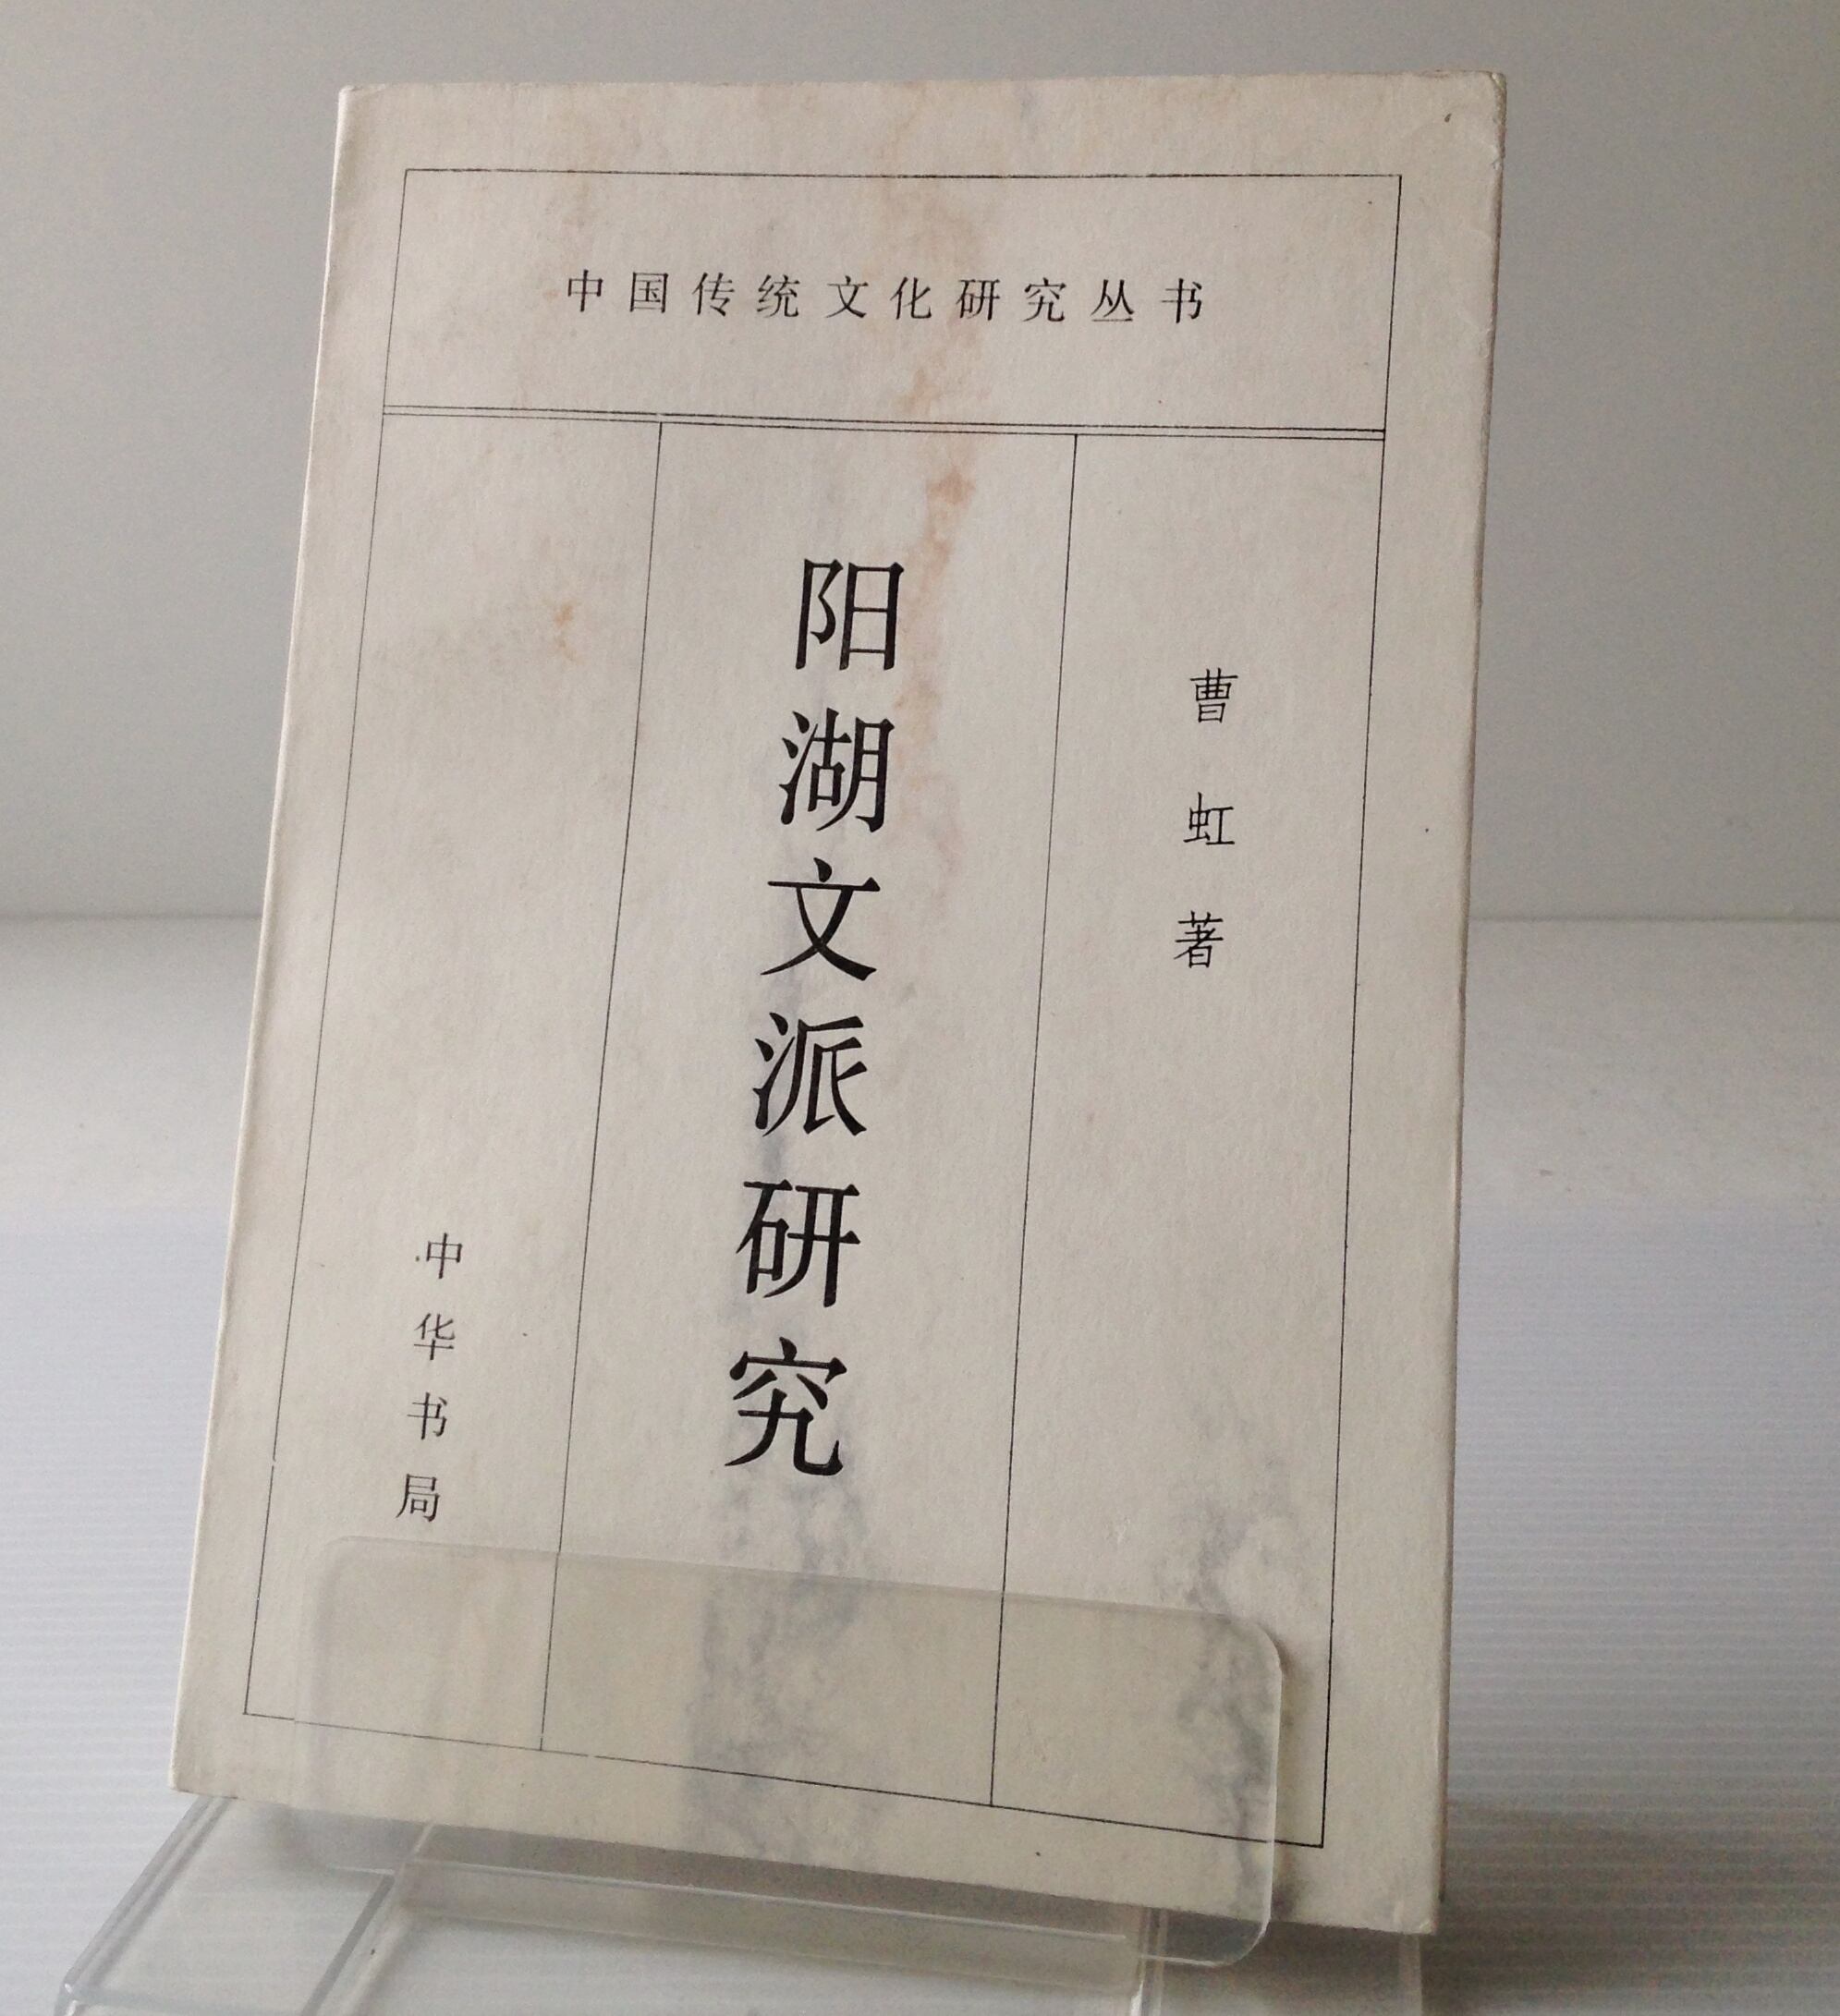 中国传统文化研究丛书
曹虹著
阳湖文派研究
中华书局